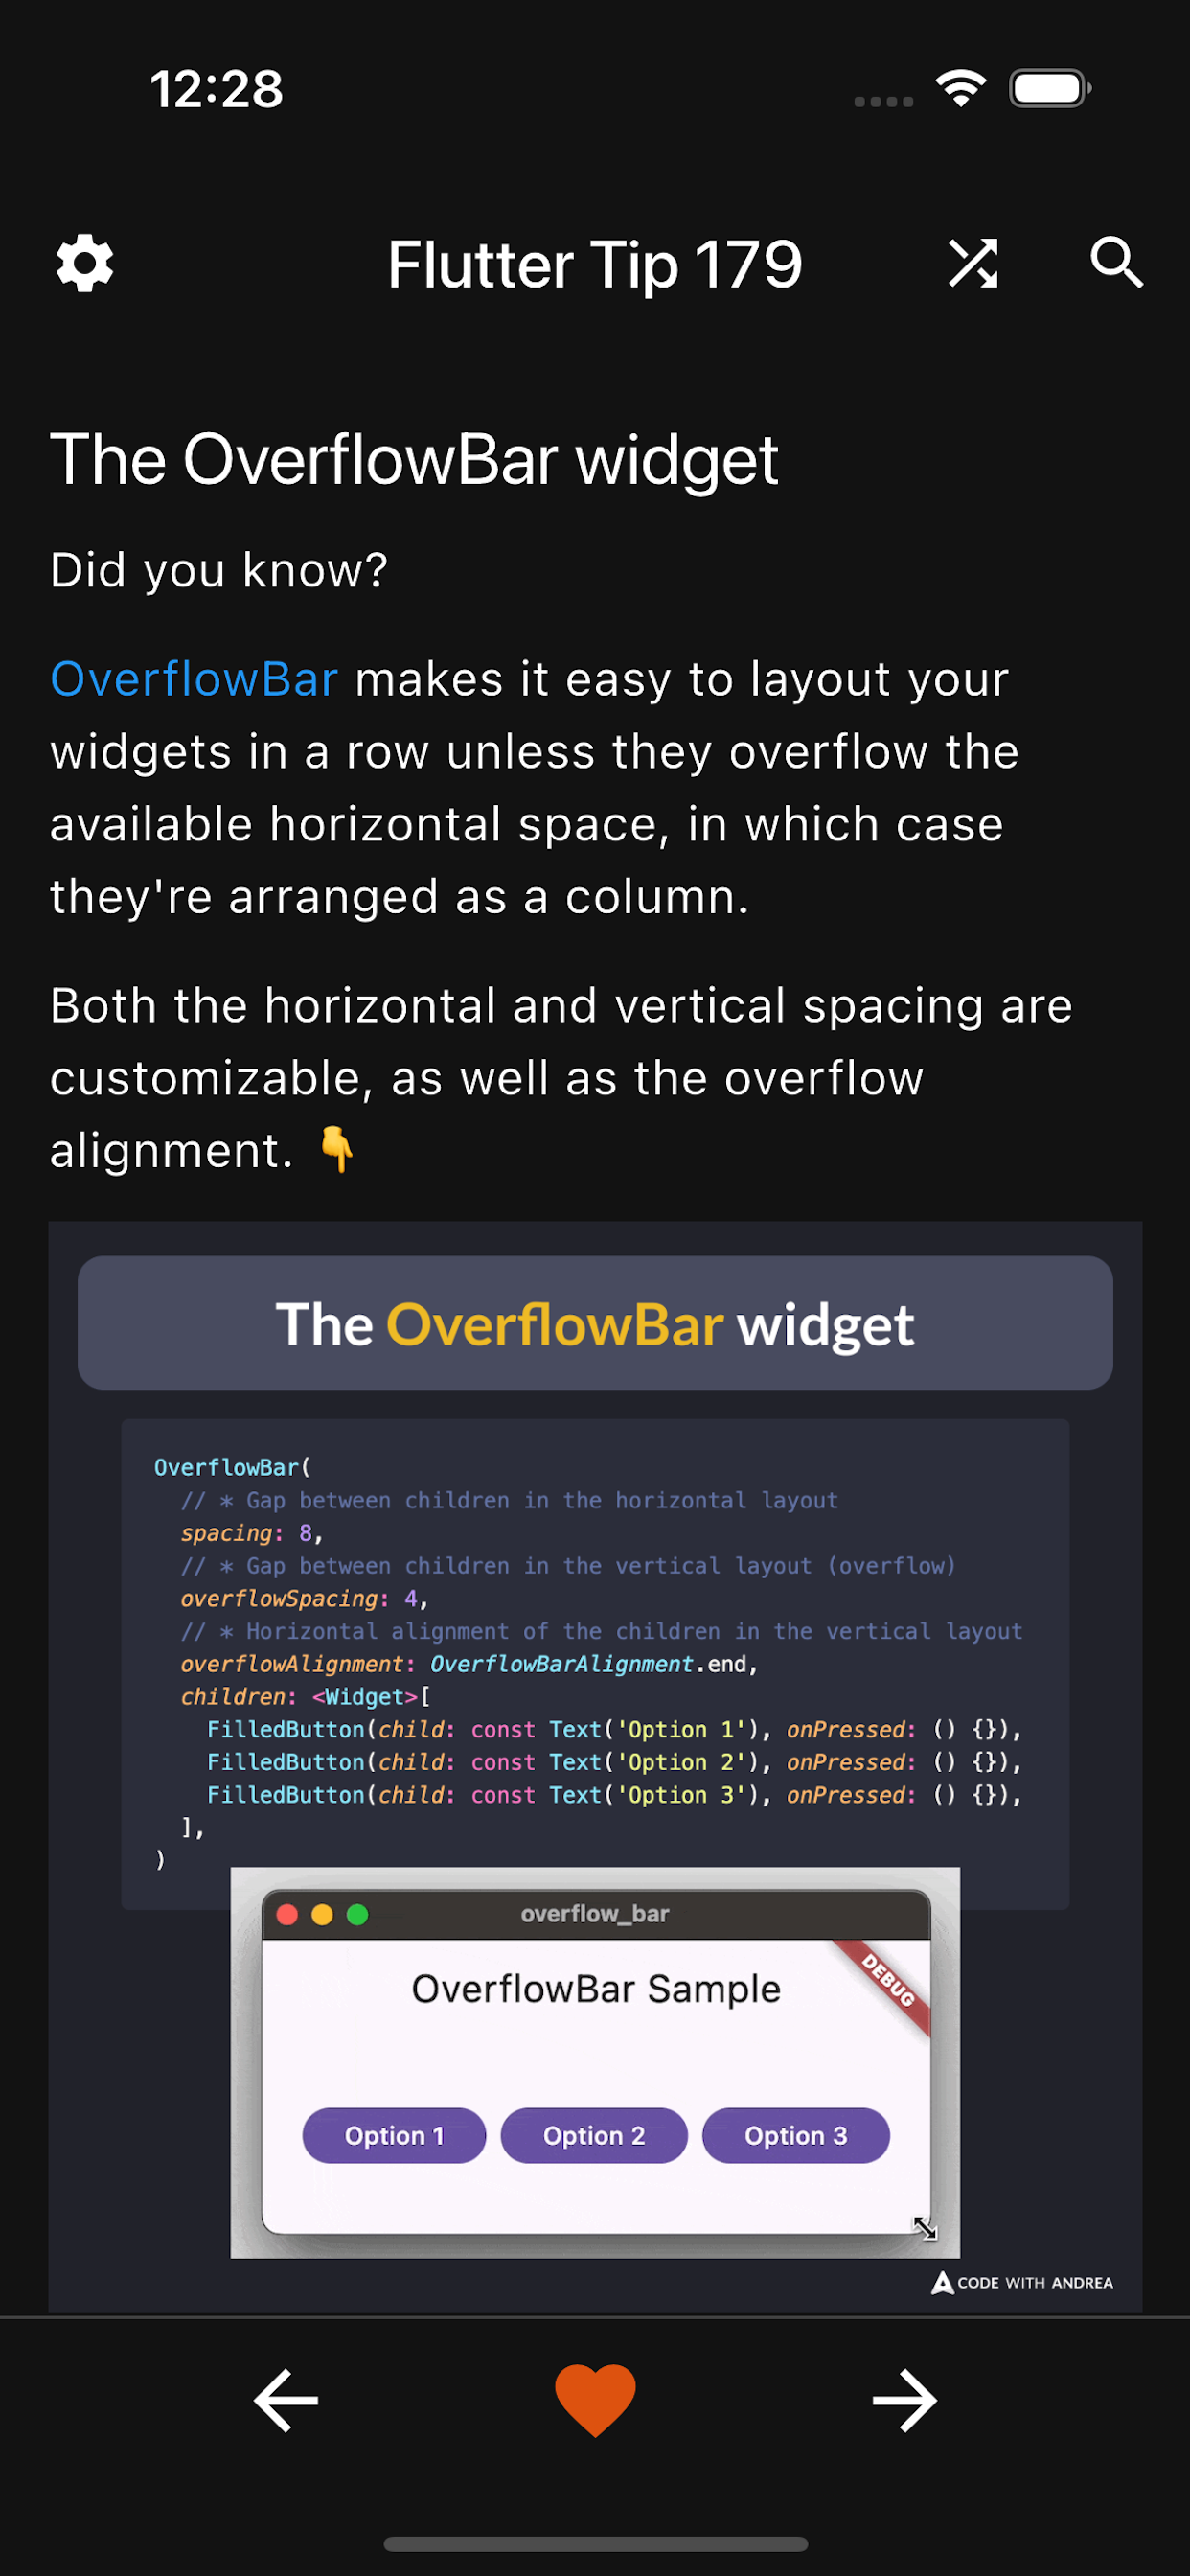 12:28
Flutter Tip 179
The OverflowBar widget
Did you know?
OverflowBar makes it easy to layout your
widgets in a row unless they overflow the
available horizontal space, in which case
they're arranged as a column.
Both the horizontal and vertical spacing are
customizable, as well as the overflow
alignment. 👇
The OverflowBar widget
OverflowBar(
  // * Gap between children in the horizontal layout
  spacing: 8,
  // * Gap between children in the vertical layout (overflow)
  overflowSpacing: 4,
  // * Horizontal alignment of the children in the vertical layout
  overflowAlignment: OverflowBarAlignment.end,
  children: <Widget>[
    FilledButton(child: const Text('Option 1'), onPressed: () {}),
    FilledButton(child: const Text('Option 2'), onPressed: () {}),
    FilledButton(child: const Text('Option 3'), onPressed: () {}),
  ],
)
overflow_bar
DEBUG
OverflowBar Sample
Option 1 Option 2 Option 3
CODE WITH ANDREA